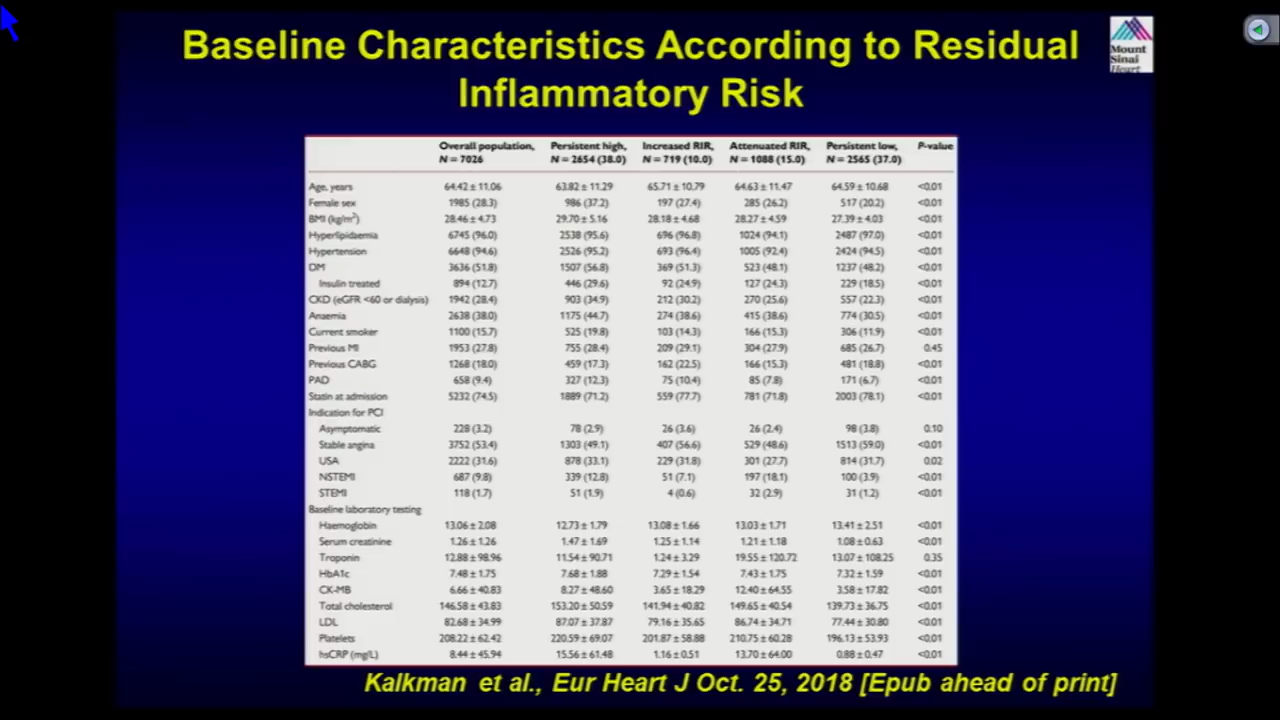 Baseline Characteristics According to Residual
Inflammatory Risk
Mount
Sinai
Heart
Overall population, Persistent high, Increased RIR, Attenuated RIR, Persistent low, P-value
N = 7026 N = 2654 (38.0) N = 719 (10.0) N = 1088 (15.0) N = 2565 (37.0)
Age, years 64.42 ± 11.06 63.82 ± 11.29 65.71 ± 10.79 64.63 ± 11.47 64.59 ± 10.68 <0.01
Female sex 1985 (28.3) 986 (37.2) 197 (27.4) 285 (26.2) 517 (20.2) <0.01
BMI (kg/m²) 28.46 ± 4.73 29.70 ± 5.16 28.18 ± 4.68 28.27 ± 4.59 27.39 ± 4.03 <0.01
Hyperlipidaemia 6745 (96.0) 2538 (95.6) 696 (96.8) 1024 (94.1) 2487 (97.0) <0.01
Hypertension 6648 (94.6) 2526 (95.2) 693 (96.4) 1005 (92.4) 2424 (94.5) <0.01
DM 3636 (51.8) 1507 (56.8) 369 (51.3) 523 (48.1) 1237 (48.2) <0.01
Insulin treated 894 (12.7) 446 (29.6) 92 (24.9) 127 (24.3) 229 (18.5) <0.01
CKD (eGFR <60 or dialysis) 1942 (28.4) 903 (34.9) 212 (30.2) 270 (25.6) 557 (22.3) <0.01
Anaemia 2638 (38.0) 1175 (44.7) 274 (38.6) 415 (38.6) 774 (30.5) <0.01
Current smoker 1100 (15.7) 525 (19.8) 103 (14.3) 166 (15.3) 306 (11.9) <0.01
Previous MI 1953 (27.8) 755 (28.4) 209 (29.1) 304 (27.9) 685 (26.7) 0.45
Previous CABG 1268 (18.0) 459 (17.3) 162 (22.5) 166 (15.3) 481 (18.8) <0.01
PAD 658 (9.4) 327 (12.3) 75 (10.4) 85 (7.8) 171 (6.7) <0.01
Statin at admission 5232 (74.5) 1889 (71.2) 559 (77.7) 781 (71.8) 2003 (78.1) <0.01
Indication for PCI
Asymptomatic 228 (3.2) 78 (2.9) 26 (3.6) 26 (2.4) 98 (3.8) 0.10
Stable angina 3752 (53.4) 1303 (49.1) 407 (56.6) 529 (48.6) 1513 (59.0) <0.01
USA 2222 (31.6) 878 (33.1) 229 (31.8) 301 (27.7) 814 (31.7) 0.02
NSTEMI 687 (9.8) 339 (12.8) 51 (7.1) 197 (18.1) 100 (3.9) <0.01
STEMI 118 (1.7) 51 (1.9) 4 (0.6) 32 (2.9) 31 (1.2) <0.01
Baseline laboratory testing
Haemoglobin 13.06 ± 2.08 12.73 ± 1.79 13.08 ± 1.66 13.03 ± 1.71 13.41 ± 2.51 <0.01
Serum creatinine 1.26 ± 1.26 1.47 ± 1.69 1.25 ± 1.14 1.21 ± 1.18 1.08 ± 0.63 <0.01
Troponin 12.88 ± 98.96 11.54 ± 90.71 1.24 ± 3.29 19.55 ± 120.72 13.07 ± 108.25 0.35
HbA1c 7.48 ± 1.75 7.68 ± 1.88 7.29 ± 1.54 7.43 ± 1.75 7.32 ± 1.59 <0.01
CK-MB 6.66 ± 40.83 8.27 ± 48.60 3.65 ± 18.29 12.40 ± 64.55 3.58 ± 17.82 <0.01
Total cholesterol 146.58 ± 43.83 153.20 ± 50.59 141.94 ± 40.82 149.65 ± 40.54 139.73 ± 36.75 <0.01
LDL 82.68 ± 34.99 87.07 ± 37.87 79.16 ± 35.65 86.74 ± 34.71 77.44 ± 30.80 <0.01
Platelets 208.22 ± 62.42 220.59 ± 69.07 201.87 ± 58.88 210.75 ± 60.28 196.13 ± 53.93 <0.01
hsCRP (mg/L) 8.44 ± 45.94 15.56 ± 61.48 1.16 ± 0.51 13.70 ± 64.00 0.88 ± 0.47 <0.01
Kalkman et al., Eur Heart J Oct. 25, 2018 [Epub ahead of print]